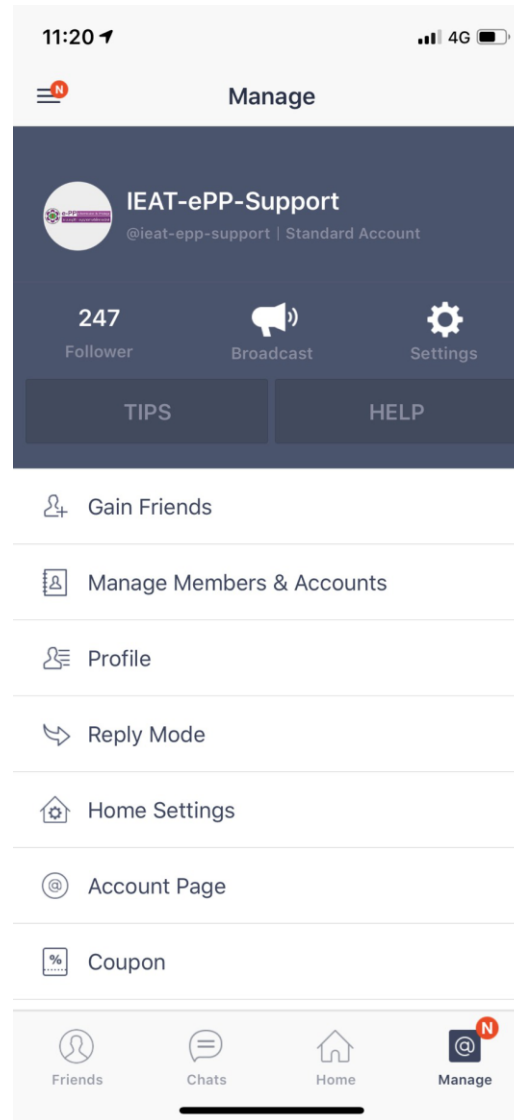 11:20
4G
N
Manage
IEAT-ePP-Support
@ieat-epp-support | Standard Account
247
Follower
Broadcast
Settings
TIPS
HELP
Gain Friends
Manage Members & Accounts
Profile
Reply Mode
Home Settings
@
Account Page
%
Coupon
N
@
Friends
Chats
Home
Manage